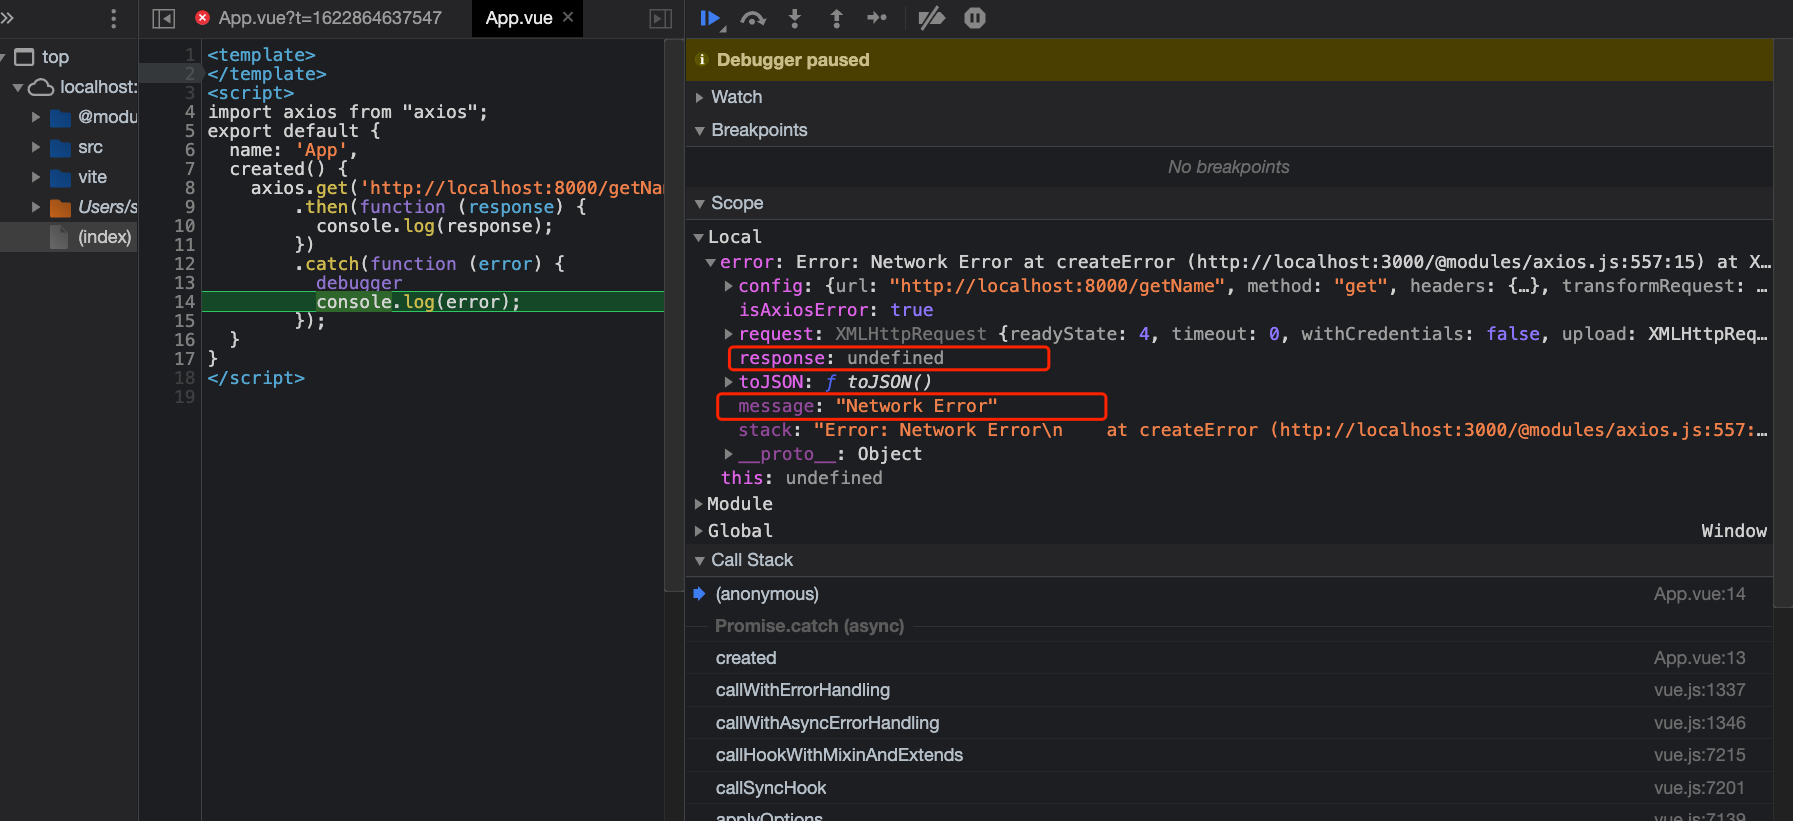 App.vue?t=1622864637547
App.vue
top
localhost:
@modu
src
vite
Users/s
(index)
1 <template>
2 </template>
3 <script>
4 import axios from "axios";
5 export default {
6 name: 'App',
7 created() {
8 axios.get('http://localhost:8000/getNa
9 .then(function (response) {
10 console.log(response);
11 })
12 .catch(function (error) {
13 debugger
14 console.log(error);
15 });
16 }
17 }
18 </script>
19
Debugger paused
Watch
Breakpoints
No breakpoints
Scope
Local
error: Error: Network Error at createError (http://localhost:3000/@modules/axios.js:557:15) at X…
config: {url: "http://localhost:8000/getName", method: "get", headers: {…}, transformRequest: …
isAxiosError: true
request: XMLHttpRequest {readyState: 4, timeout: 0, withCredentials: false, upload: XMLHttpReq…
response: undefined
toJSON: ƒ toJSON()
message: "Network Error"
stack: "Error: Network Error\n    at createError (http://localhost:3000/@modules/axios.js:557:…
__proto__: Object
this: undefined
Module
Global Window
Call Stack
(anonymous) App.vue:14
Promise.catch (async)
created App.vue:13
callWithErrorHandling vue.js:1337
callWithAsyncErrorHandling vue.js:1346
callHookWithMixinAndExtends vue.js:7215
callSyncHook vue.js:7201
applyOptions vue.js:7139